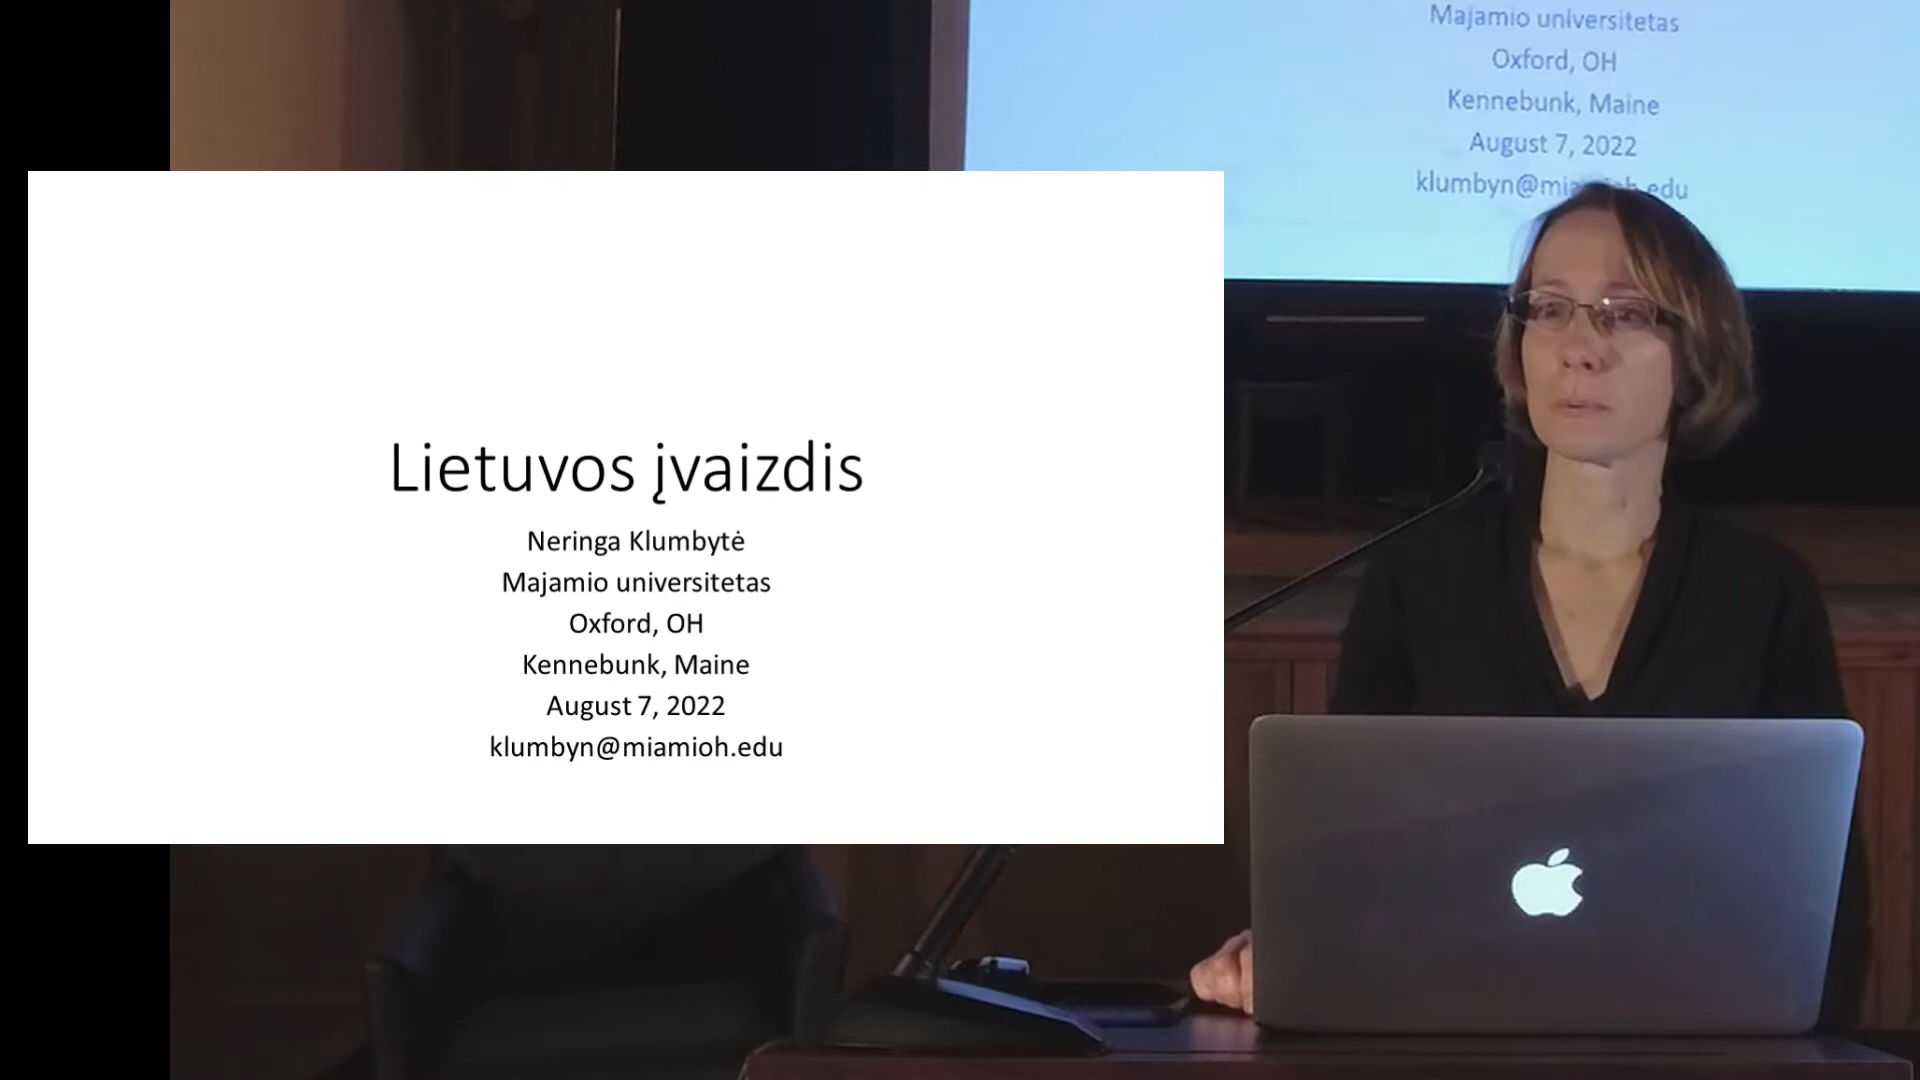 Majamio universitetas
Oxford, OH
Kennebunk, Maine
August 7, 2022
Lietuvos įvaizdis
Neringa Klumbytė
Majamio universitetas
Oxford, OH
Kennebunk, Maine
August 7, 2022
klumbyn@miamioh.edu